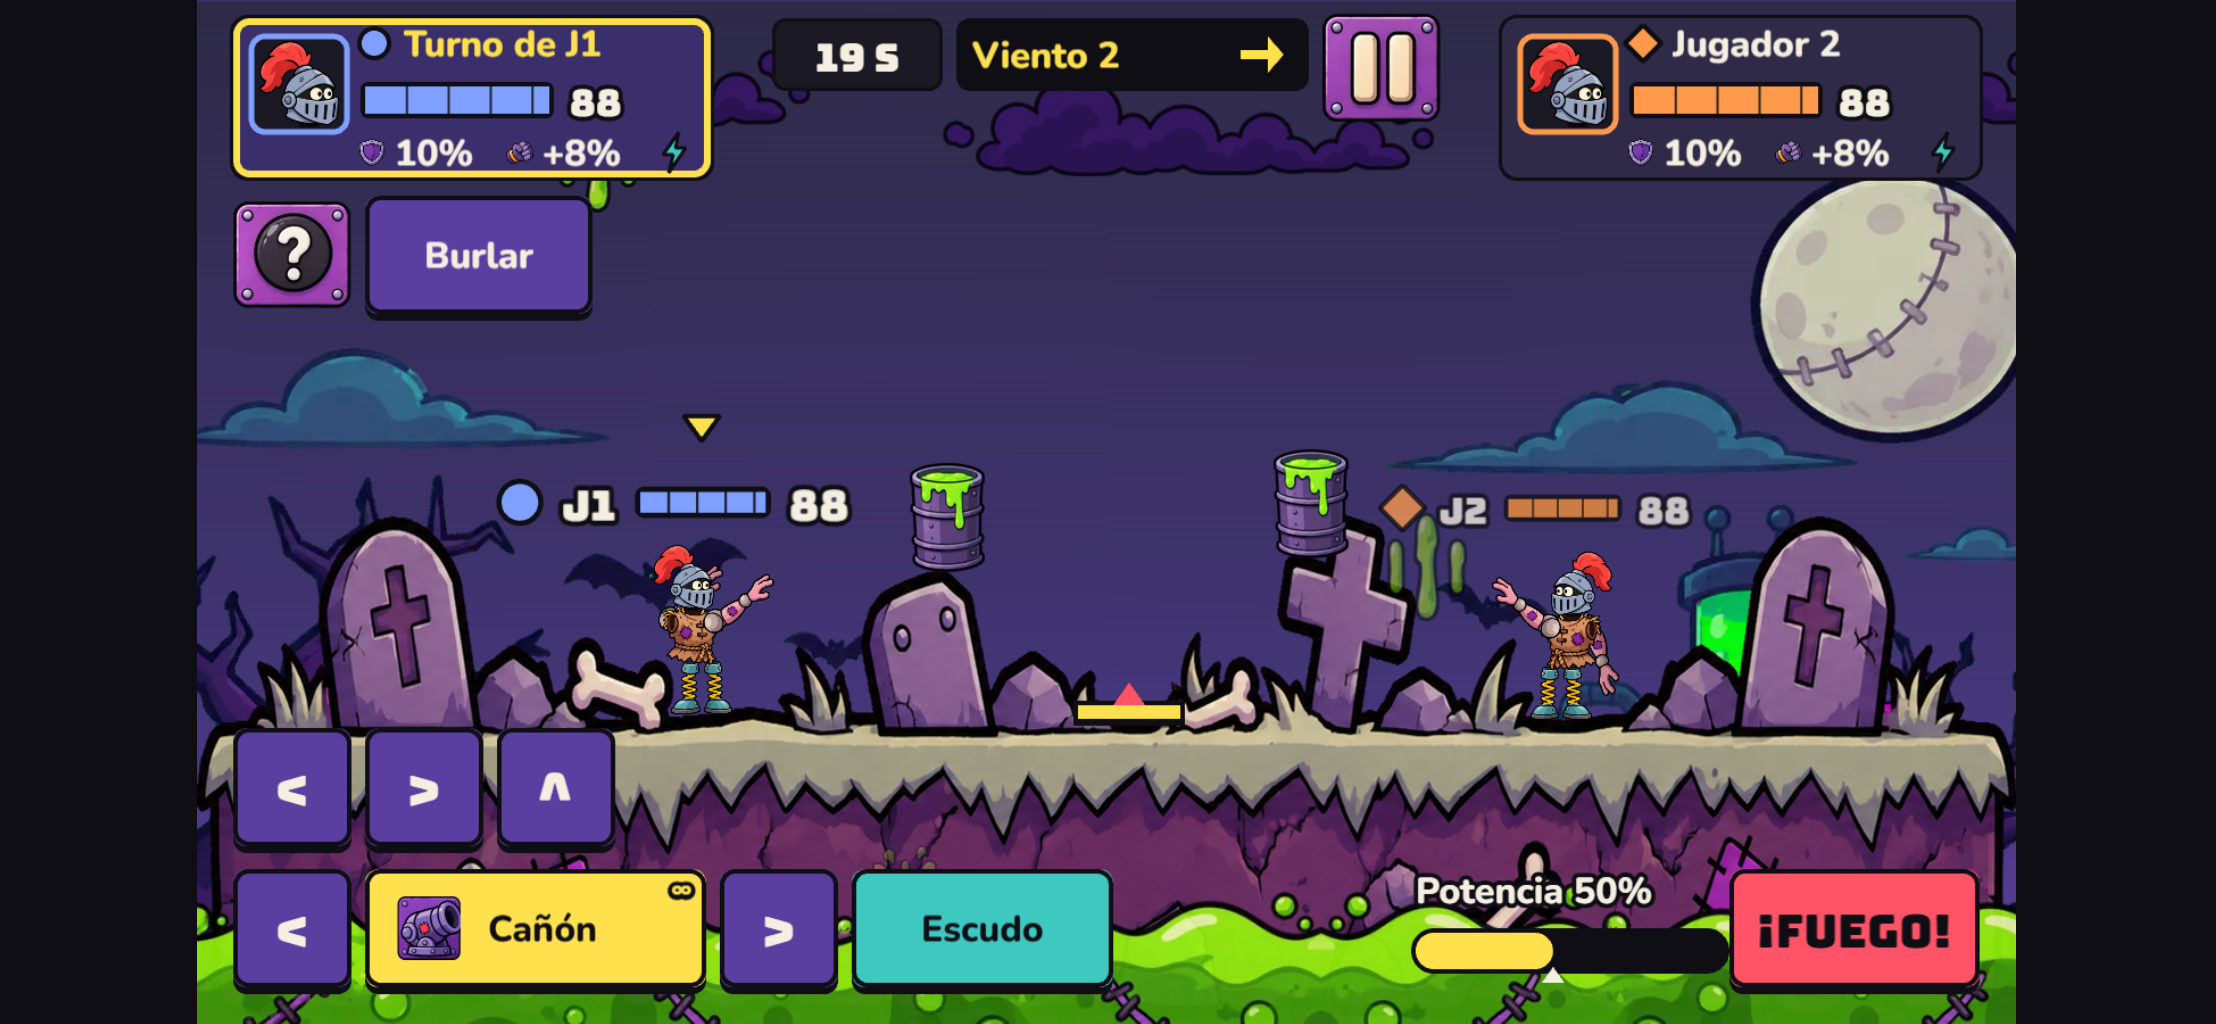 Turno de J1
88
10% +8%
19 S
Viento 2 →
Jugador 2
88
10% +8%
?
Burlar
J1 88
J2 88
< > ^
< Cañón ∞ >
Escudo
Potencia 50%
¡FUEGO!